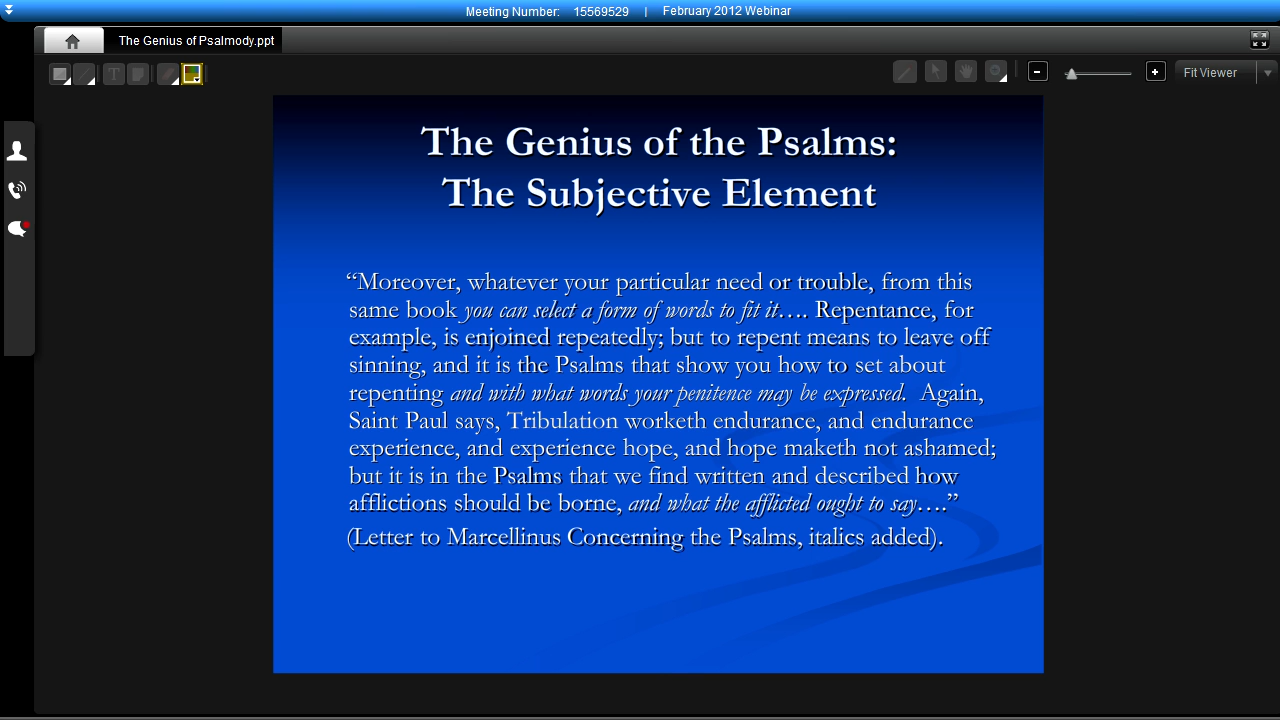 Meeting Number: 15569529 | February 2012 Webinar
The Genius of Psalmody.ppt
T
Fit Viewer
The Genius of the Psalms:
The Subjective Element
“Moreover, whatever your particular need or trouble, from this
same book you can select a form of words to fit it…. Repentance, for
example, is enjoined repeatedly; but to repent means to leave off
sinning, and it is the Psalms that show you how to set about
repenting and with what words your penitence may be expressed. Again,
Saint Paul says, Tribulation worketh endurance, and endurance
experience, and experience hope, and hope maketh not ashamed;
but it is in the Psalms that we find written and described how
afflictions should be borne, and what the afflicted ought to say….”
(Letter to Marcellinus Concerning the Psalms, italics added).